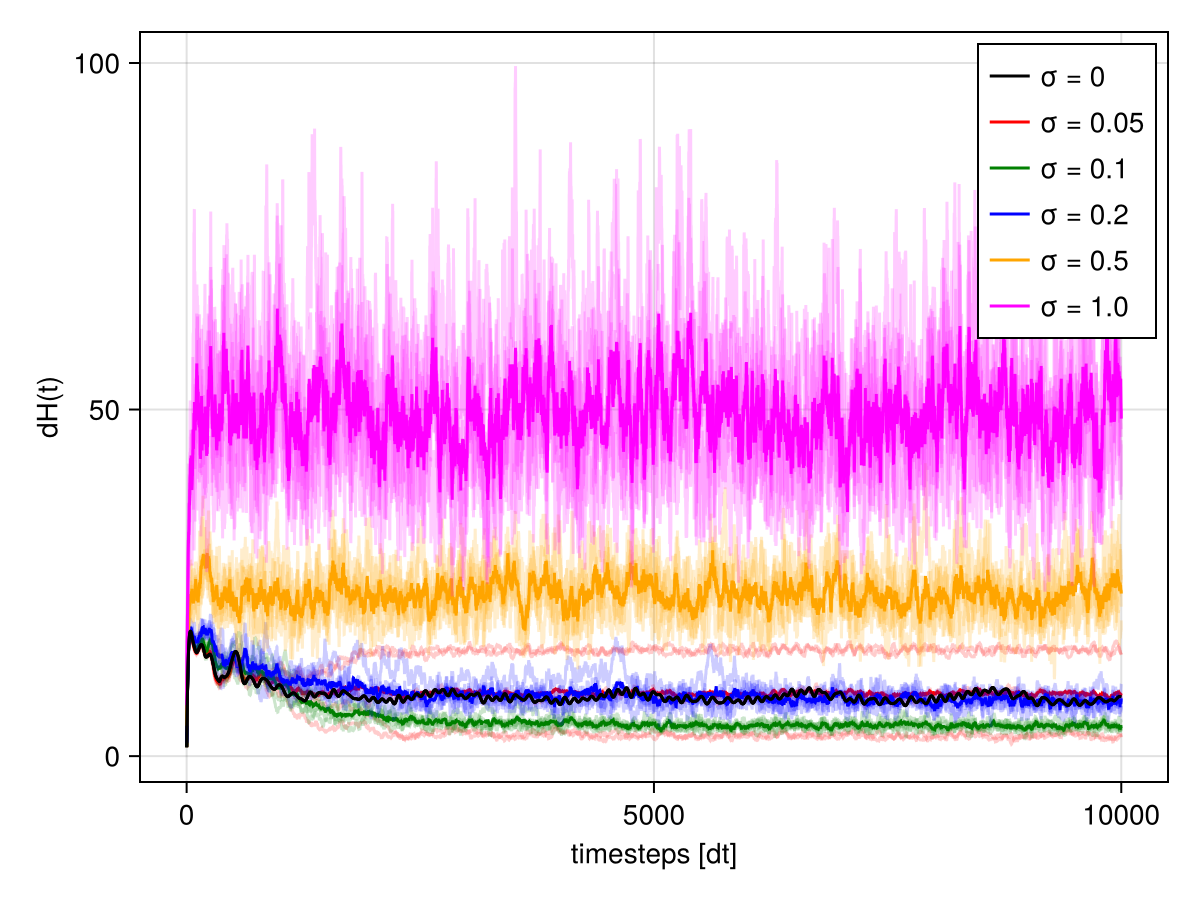 100
50
0
dH(t)
σ = 0
σ = 0.05
σ = 0.1
σ = 0.2
σ = 0.5
σ = 1.0
0
5000
10000
timesteps [dt]